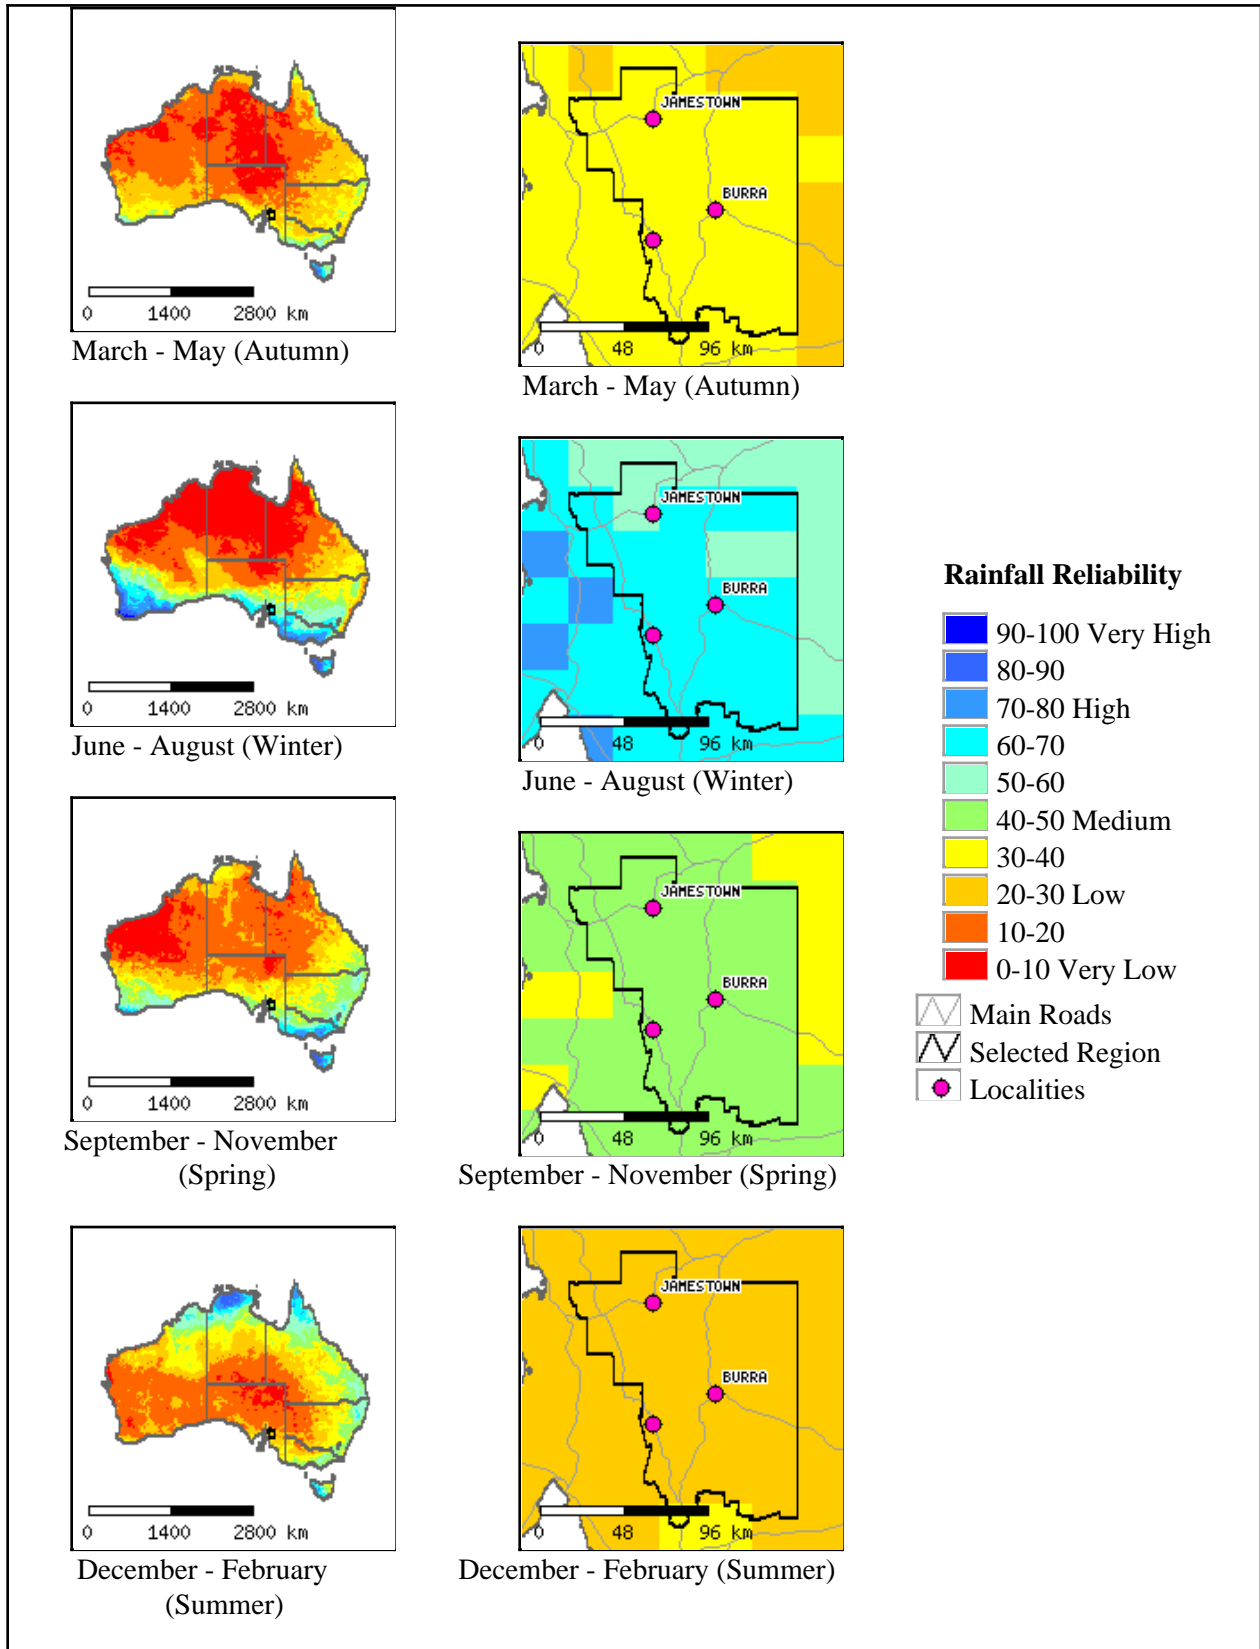 0 1400 2800 km
March - May (Autumn)
JAMESTOWN
BURRA
0 48 96 km
March - May (Autumn)
0 1400 2800 km
June - August (Winter)
JAMESTOWN
BURRA
0 48 96 km
June - August (Winter)
0 1400 2800 km
September - November
(Spring)
JAMESTOWN
BURRA
0 48 96 km
September - November (Spring)
0 1400 2800 km
December - February
(Summer)
JAMESTOWN
BURRA
0 48 96 km
December - February (Summer)
Rainfall Reliability
90-100 Very High
80-90
70-80 High
60-70
50-60
40-50 Medium
30-40
20-30 Low
10-20
0-10 Very Low
Main Roads
Selected Region
Localities